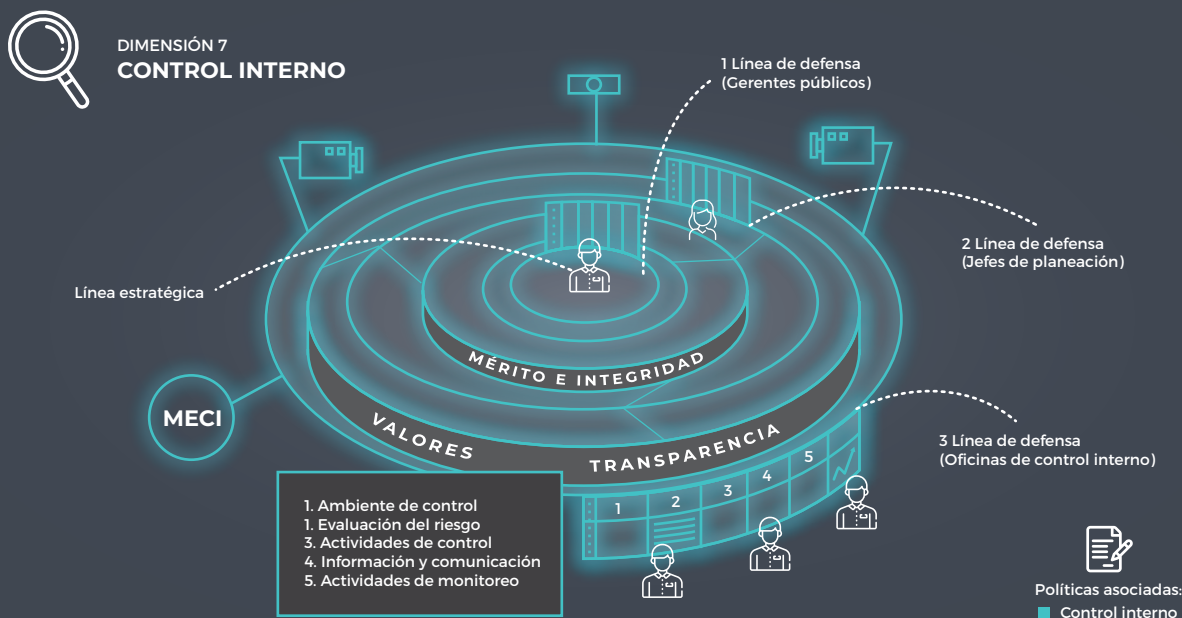 DIMENSIÓN 7
CONTROL INTERNO
1 Línea de defensa
(Gerentes públicos)
2 Línea de defensa
(Jefes de planeación)
Línea estratégica
MÉRITO E INTEGRIDAD
MECI
VALORES
TRANSPARENCIA
3 Línea de defensa
(Oficinas de control interno)
1 2 3 4 5
1. Ambiente de control
1. Evaluación del riesgo
3. Actividades de control
4. Información y comunicación
5. Actividades de monitoreo
Políticas asociadas:
Control interno